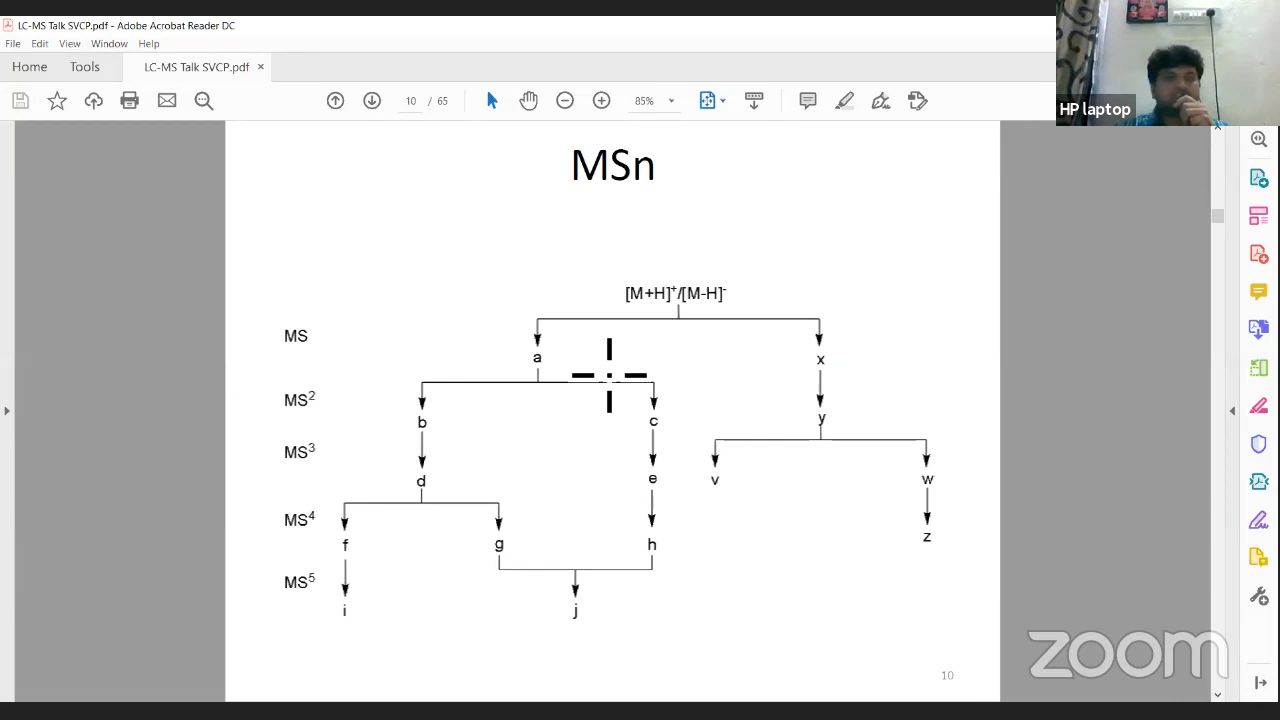 LC-MS Talk SVCP.pdf - Adobe Acrobat Reader DC
File Edit View Window Help
Home Tools LC-MS Talk SVCP.pdf ×
10 / 65 85%
HP laptop
MSn
[M+H]⁺/[M-H]⁻
MS
a x
MS²
b c y
MS³
d e v w
MS⁴
f g h z
MS⁵
i j
zoom
10